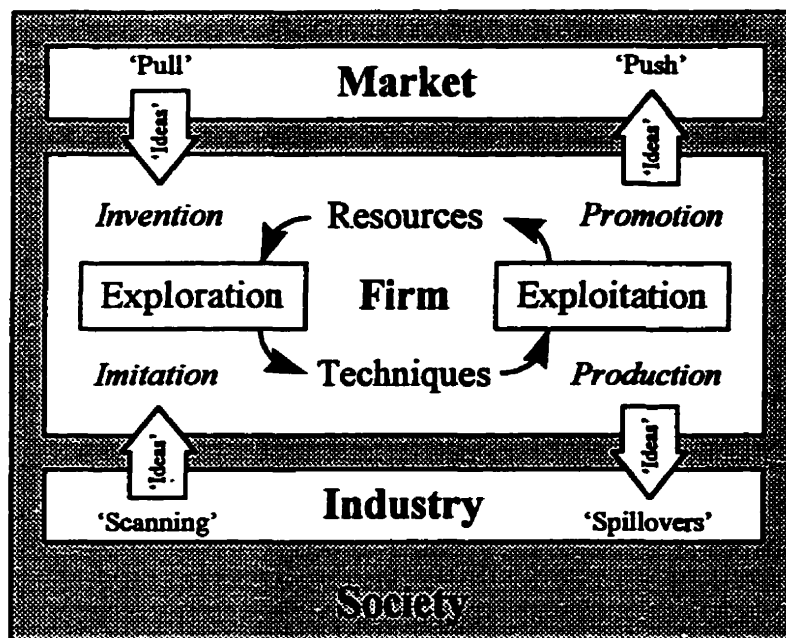 ‘Pull’ Market ‘Push’
‘Ideas’ ‘Ideas’
Invention Resources Promotion
Exploration Firm Exploitation
Imitation Techniques Production
‘Ideas’ ‘Ideas’
‘Scanning’ Industry ‘Spillovers’
Society